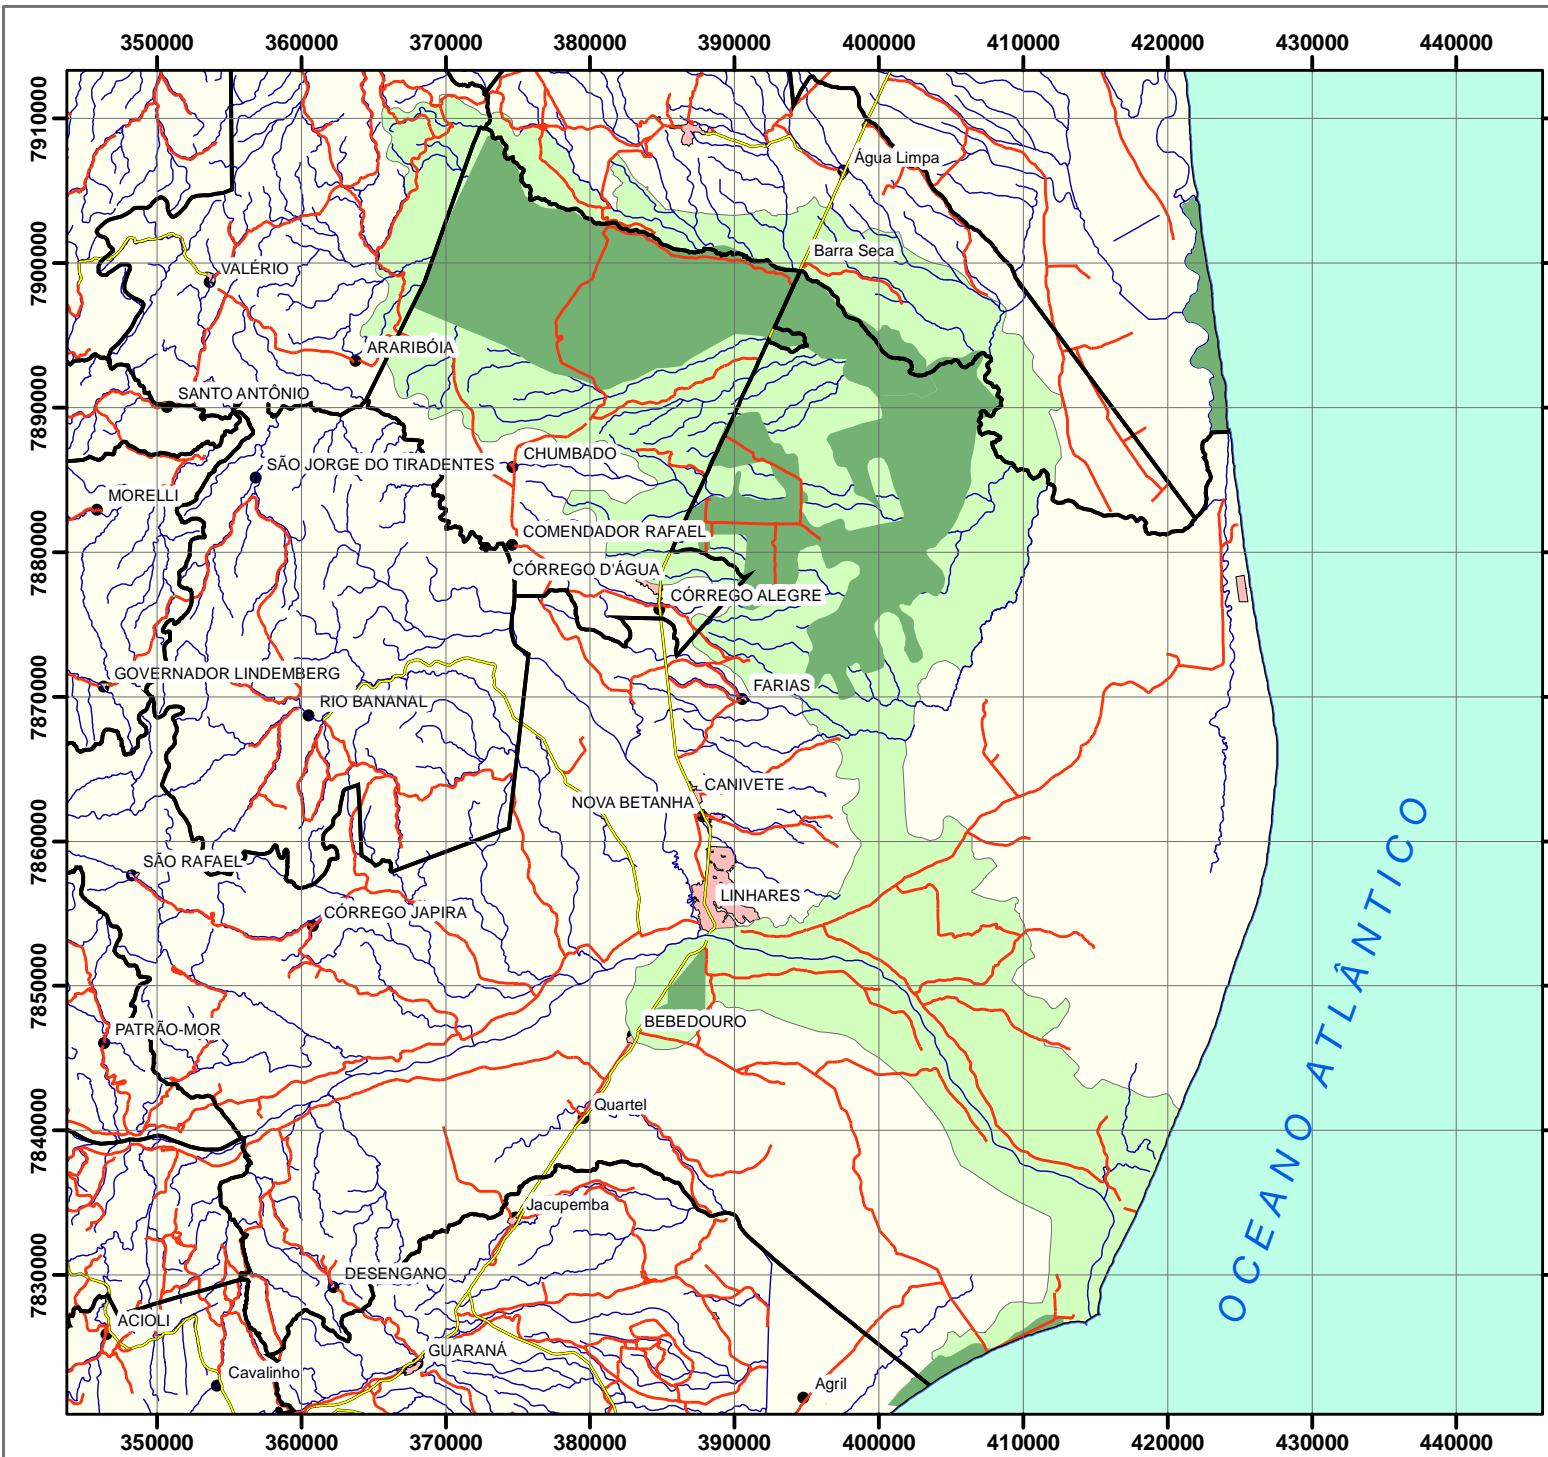 350000 360000 370000 380000 390000 400000 410000 420000 430000 440000
7910000
7900000
7890000
7880000
7870000
7860000
7850000
7840000
7830000
Água Limpa
Barra Seca
VALÉRIO
ARARIBÓIA
SANTO ANTÔNIO
CHUMBADO
SÃO JORGE DO TIRADENTES
MORELLI
COMENDADOR RAFAEL
CÓRREGO D'ÁGUA
CÓRREGO ALEGRE
GOVERNADOR LINDEMBERG
FARIAS
RIO BANANAL
CANIVETE
NOVA BETANHA
SÃO RAFAEL
LINHARES
CÓRREGO JAPIRA
BEBEDOURO
PATRÃO-MOR
Quartel
Jacupemba
DESENGANO
ACIOLI
GUARANÁ
Cavalinho
Agril
OCEANO ATLÂNTICO
350000 360000 370000 380000 390000 400000 410000 420000 430000 440000